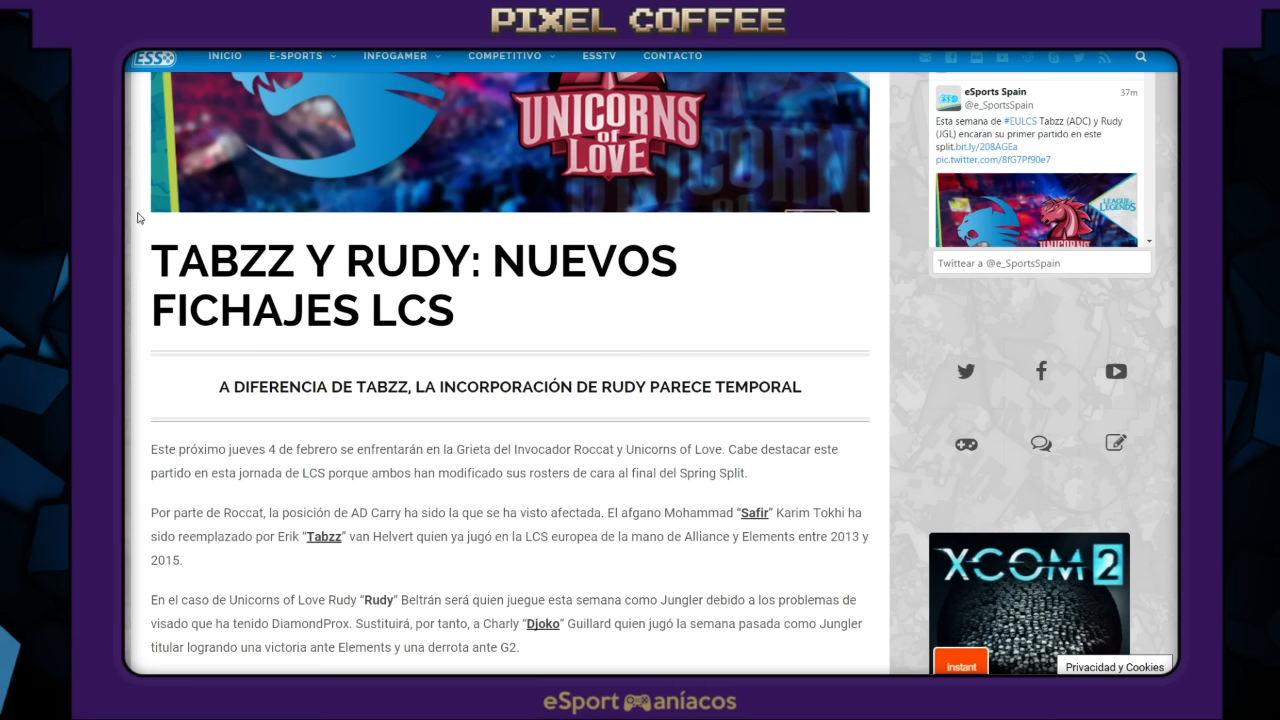 PIXEL COFFEE
ESS
INICIO
E-SPORTS
INFOGAMER
COMPETITIVO
ESSTV
CONTACTO
UNICORNS
of
LOVE
TABZZ Y RUDY: NUEVOS
FICHAJES LCS
A DIFERENCIA DE TABZZ, LA INCORPORACIÓN DE RUDY PARECE TEMPORAL
Este próximo jueves 4 de febrero se enfrentarán en la Grieta del Invocador Roccat y Unicorns of Love. Cabe destacar este
partido en esta jornada de LCS porque ambos han modificado sus rosters de cara al final del Spring Split.
Por parte de Roccat, la posición de AD Carry ha sido la que se ha visto afectada. El afgano Mohammad “Safir” Karim Tokhi ha
sido reemplazado por Erik “Tabzz” van Helvert quien ya jugó en la LCS europea de la mano de Alliance y Elements entre 2013 y
2015.
En el caso de Unicorns of Love Rudy “Rudy” Beltrán será quien juegue esta semana como Jungler debido a los problemas de
visado que ha tenido DiamondProx. Sustituirá, por tanto, a Charly “Djoko” Guillard quien jugó la semana pasada como Jungler
titular logrando una victoria ante Elements y una derrota ante G2.
eSports Spain
37m
@e_SportsSpain
Esta semana de #EULCS Tabzz (ADC) y Rudy
(JGL) encaran su primer partido en este
split.bit.ly/208AGEa
pic.twitter.com/8fG7Pf90e7
LEAGUE
LEGENDS
UNICORNS
Twittear a @e_SportsSpain
XCOM 2
instant
Privacidad y Cookies
eSportmaníacos